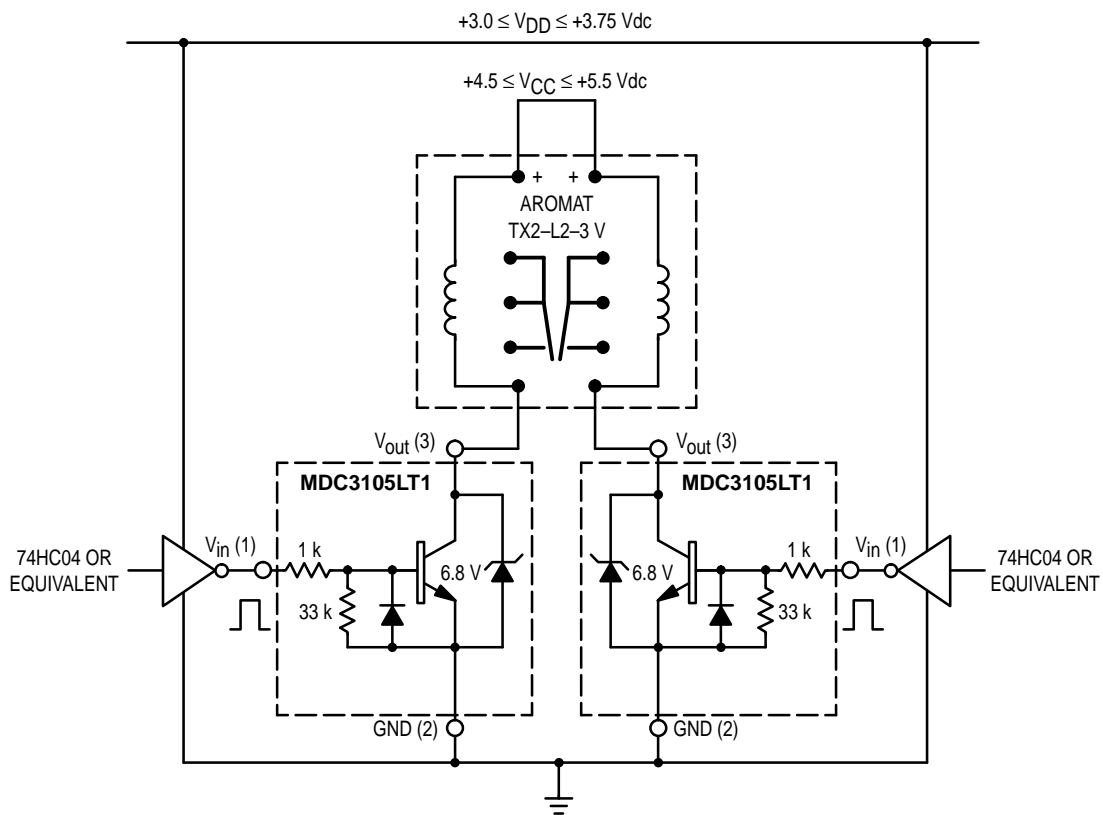 +3.0 ≤ VDD ≤ +3.75 Vdc
+4.5 ≤ VCC ≤ +5.5 Vdc
+ +
AROMAT
TX2–L2–3 V
Vout (3)
Vout (3)
MDC3105LT1
MDC3105LT1
74HC04 OR
EQUIVALENT
Vin (1)
1 k
33 k
6.8 V
6.8 V
1 k
33 k
Vin (1)
74HC04 OR
EQUIVALENT
GND (2)
GND (2)